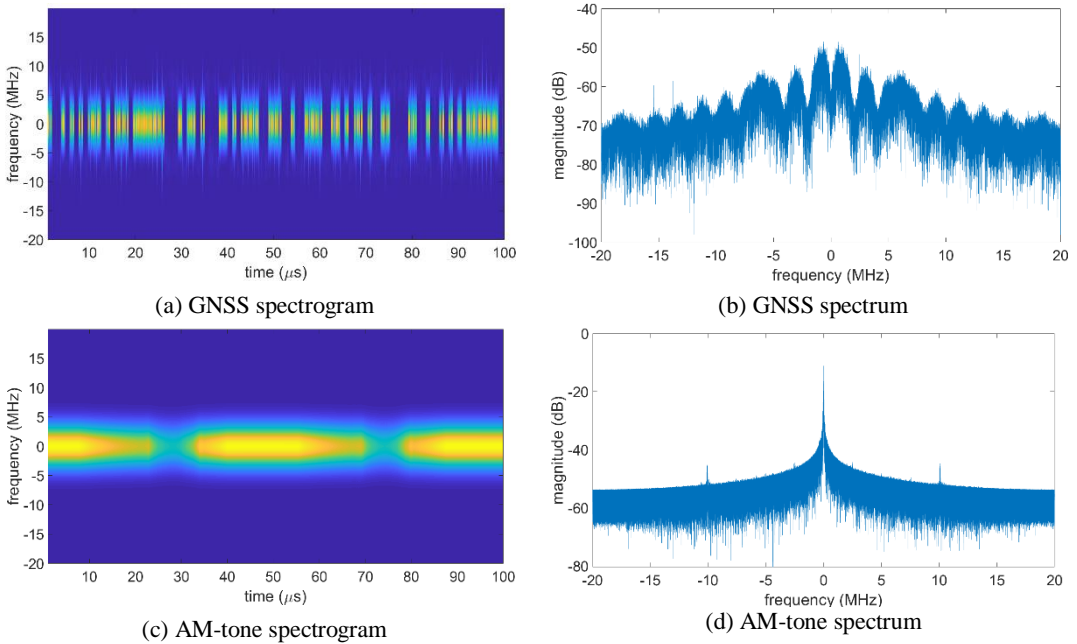 15
10
5
0
-5
-10
-15
-20
frequency (MHz)
10 20 30 40 50 60 70 80 90 100
time (μs)
(a) GNSS spectrogram
-40
-50
-60
-70
-80
-90
-100
magnitude (dB)
-20 -15 -10 -5 0 5 10 15 20
frequency (MHz)
(b) GNSS spectrum
15
10
5
0
-5
-10
-15
-20
frequency (MHz)
10 20 30 40 50 60 70 80 90 100
time (μs)
(c) AM-tone spectrogram
0
-20
-40
-60
-80
magnitude (dB)
-20 -15 -10 -5 0 5 10 15 20
frequency (MHz)
(d) AM-tone spectrum